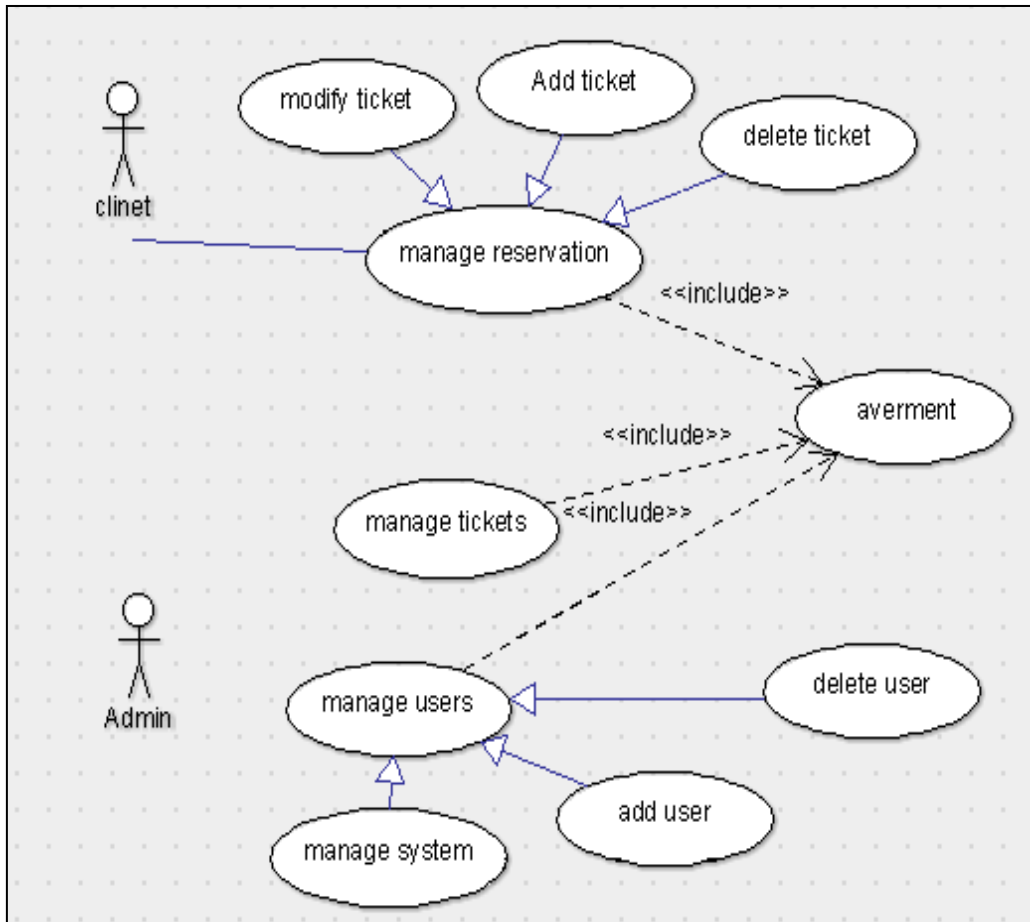 Add ticket
modify ticket
delete ticket
clinet
manage reservation
<<include>>
averment
<<include>>
<<include>>
manage tickets
Admin
manage users
delete user
add user
manage system